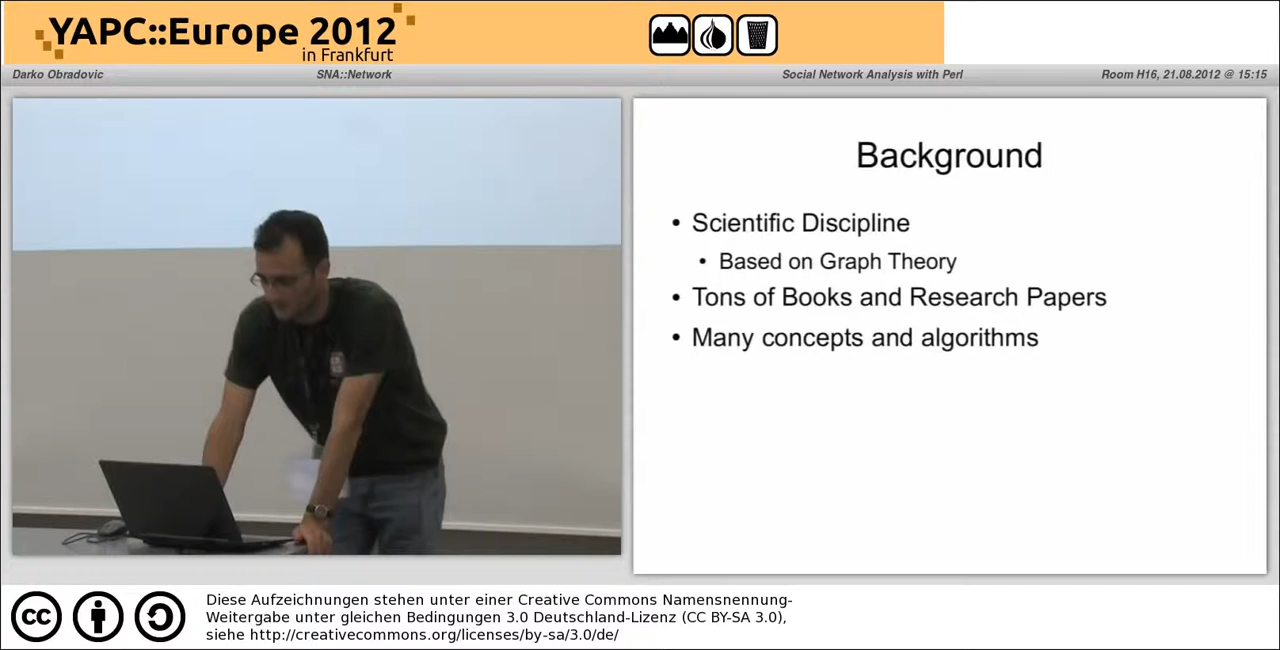 YAPC::Europe 2012
in Frankfurt
Darko Obradovic
SNA::Network
Social Network Analysis with Perl
Room H16, 21.08.2012 @ 15:15
Background
• Scientific Discipline
• Based on Graph Theory
• Tons of Books and Research Papers
• Many concepts and algorithms
cc
Diese Aufzeichnungen stehen unter einer Creative Commons Namensnennung-
Weitergabe unter gleichen Bedingungen 3.0 Deutschland-Lizenz (CC BY-SA 3.0),
siehe http://creativecommons.org/licenses/by-sa/3.0/de/